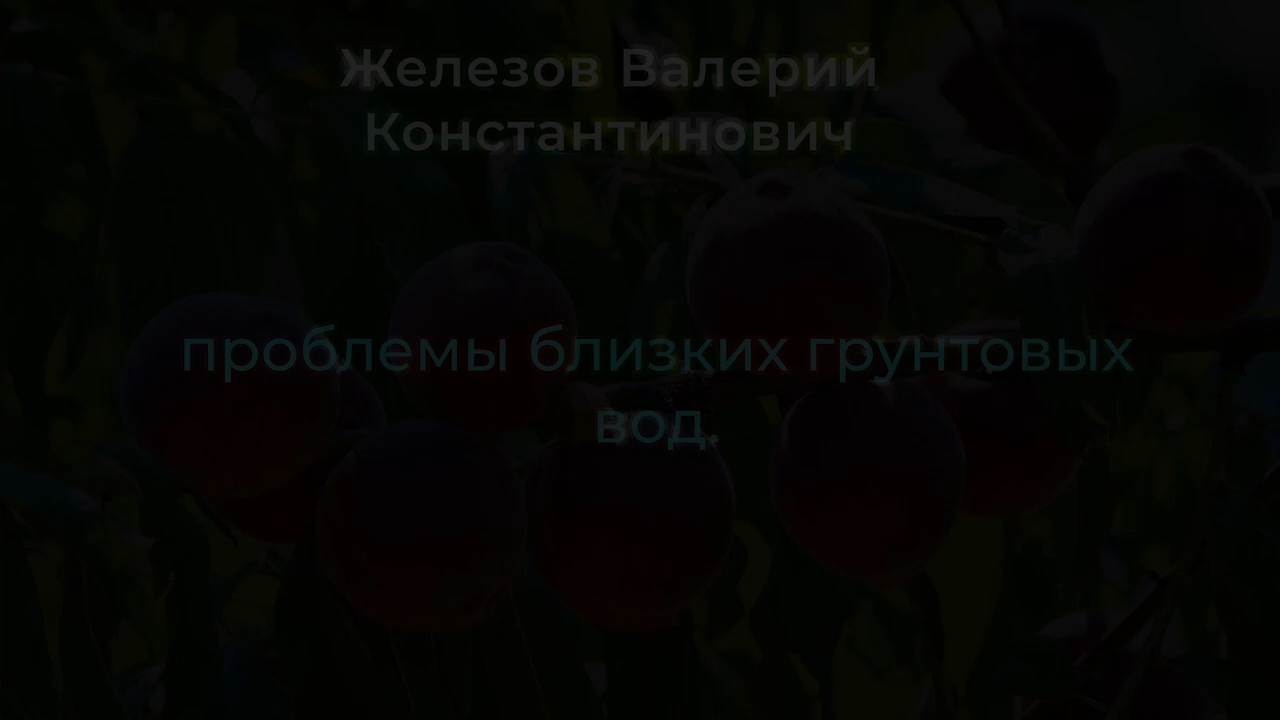 Железов Валерий
Константинович
проблемы близких грунтовых
вод.